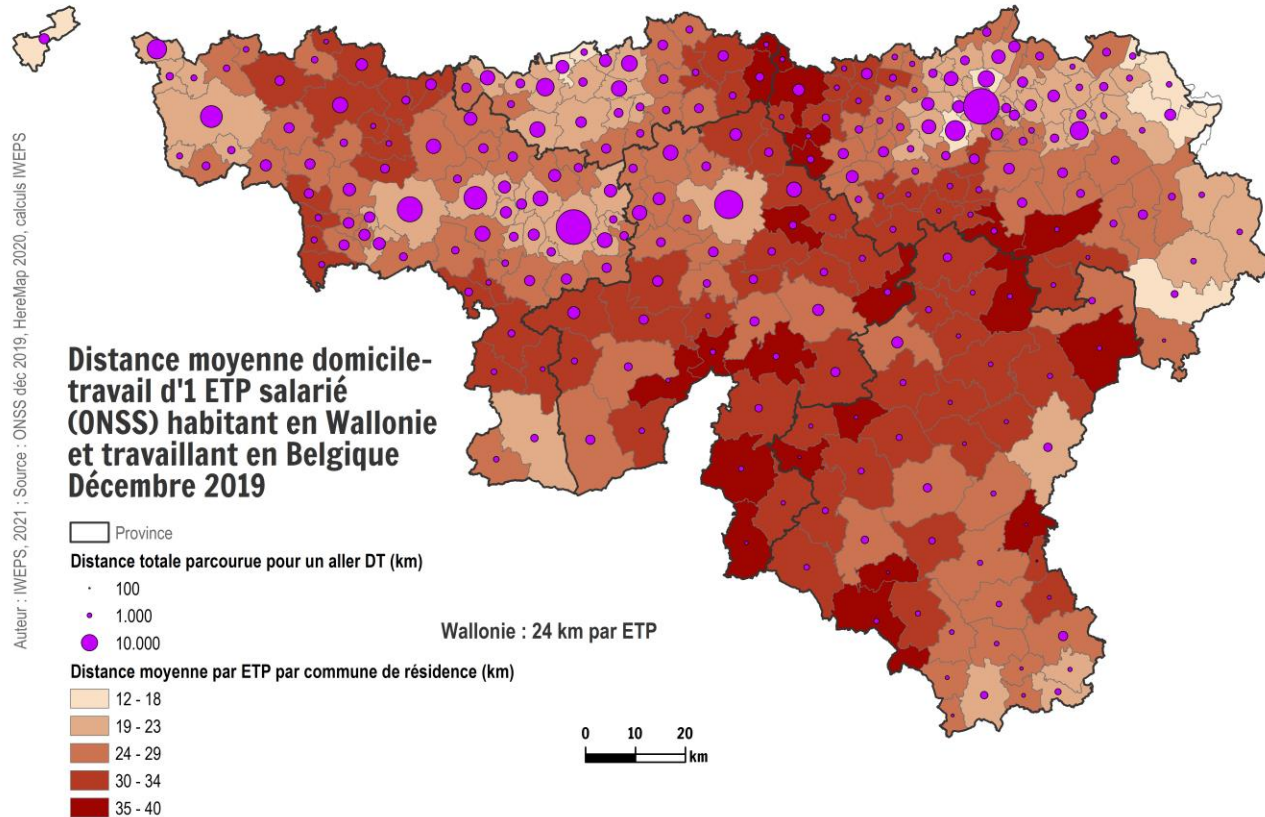 Auteur : IWEPS, 2021 ; Source : ONSS déc 2019, HereMap 2020, calculs IWEPS
Distance moyenne domicile-
travail d'1 ETP salarié
(ONSS) habitant en Wallonie
et travaillant en Belgique
Décembre 2019
Province
Distance totale parcourue pour un aller DT (km)
100
1.000
10.000
Wallonie : 24 km par ETP
Distance moyenne par ETP par commune de résidence (km)
12 - 18
19 - 23
24 - 29
30 - 34
35 - 40
0 10 20
km